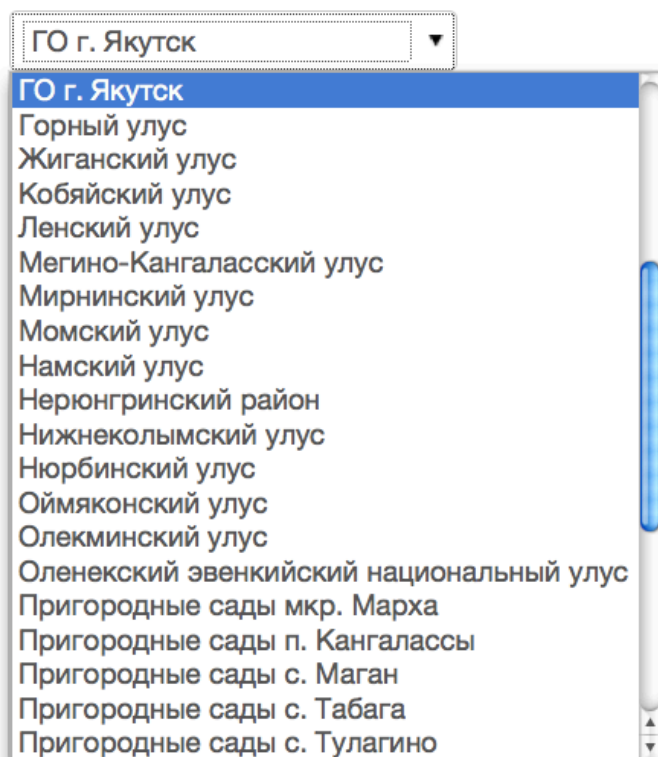 ГО г. Якутск
ГО г. Якутск
Горный улус
Жиганский улус
Кобяйский улус
Ленский улус
Мегино-Кангаласский улус
Мирнинский улус
Момский улус
Намский улус
Нерюнгринский район
Нижнеколымский улус
Нюрбинский улус
Оймяконский улус
Олекминский улус
Оленекский эвенкийский национальный улус
Пригородные сады мкр. Марха
Пригородные сады п. Кангалассы
Пригородные сады с. Маган
Пригородные сады с. Табага
Пригородные сады с. Тулагино